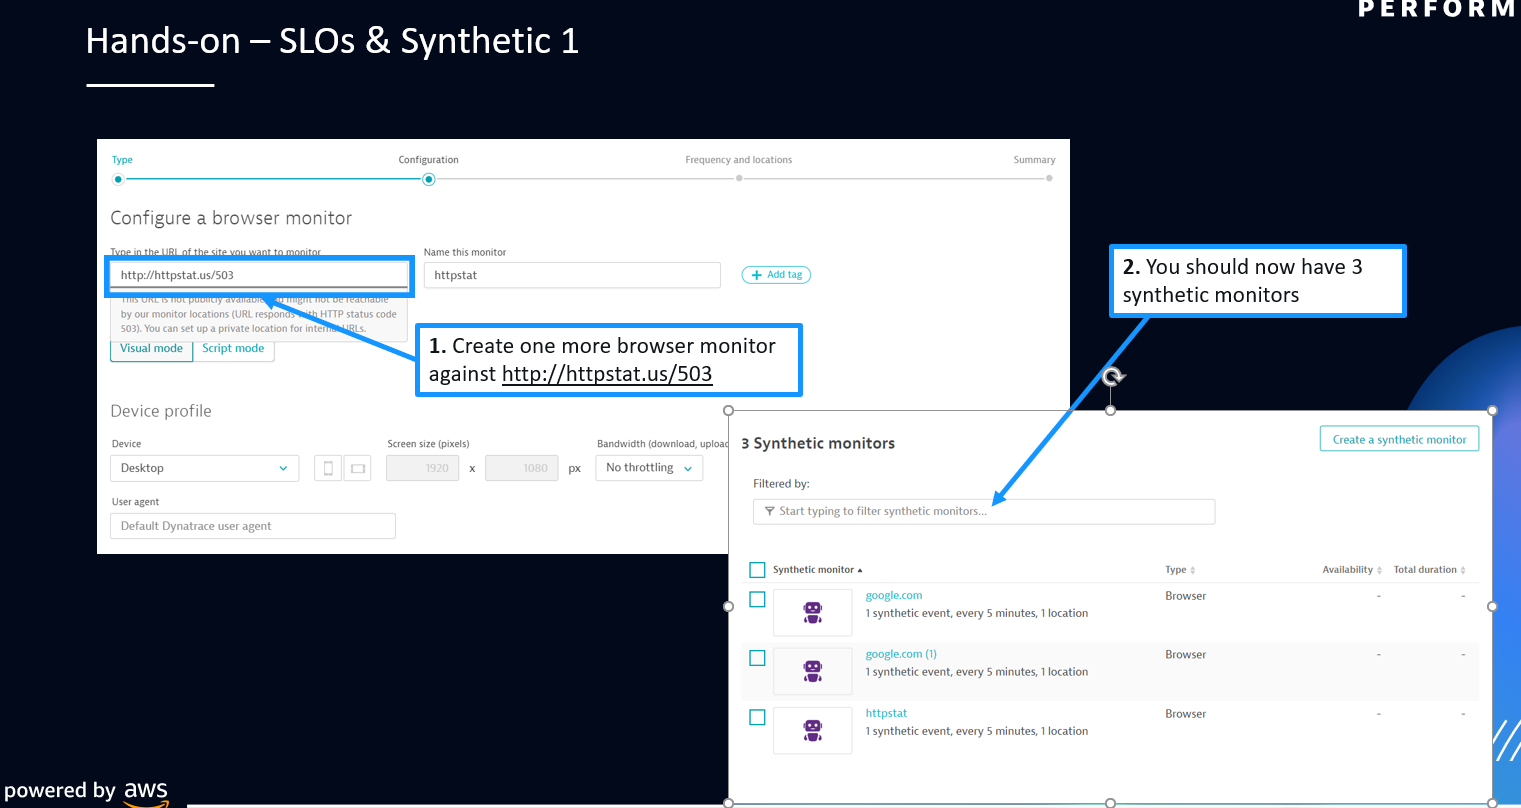 PERFORM
Hands-on – SLOs & Synthetic 1
Type
Configuration
Frequency and locations
Summary
Configure a browser monitor
Type in the URL of the site you want to monitor
Name this monitor
http://httpstat.us/503
httpstat
Add tag
This URL is not publicly available might not be reachable
by our monitor locations (URL responds with HTTP status code
503). You can set up a private location for internal URLs.
Visual mode
Script mode
1. Create one more browser monitor
against http://httpstat.us/503
2. You should now have 3
synthetic monitors
Device profile
Device
Screen size (pixels)
Bandwidth (download, upload
Desktop
1920
x
1080
px
No throttling
User agent
Default Dynatrace user agent
3 Synthetic monitors
Create a synthetic monitor
Filtered by:
Start typing to filter synthetic monitors...
Synthetic monitor
Type
Availability
Total duration
google.com
Browser
-
-
1 synthetic event, every 5 minutes, 1 location
google.com (1)
Browser
-
-
1 synthetic event, every 5 minutes, 1 location
httpstat
Browser
-
-
1 synthetic event, every 5 minutes, 1 location
powered by aws